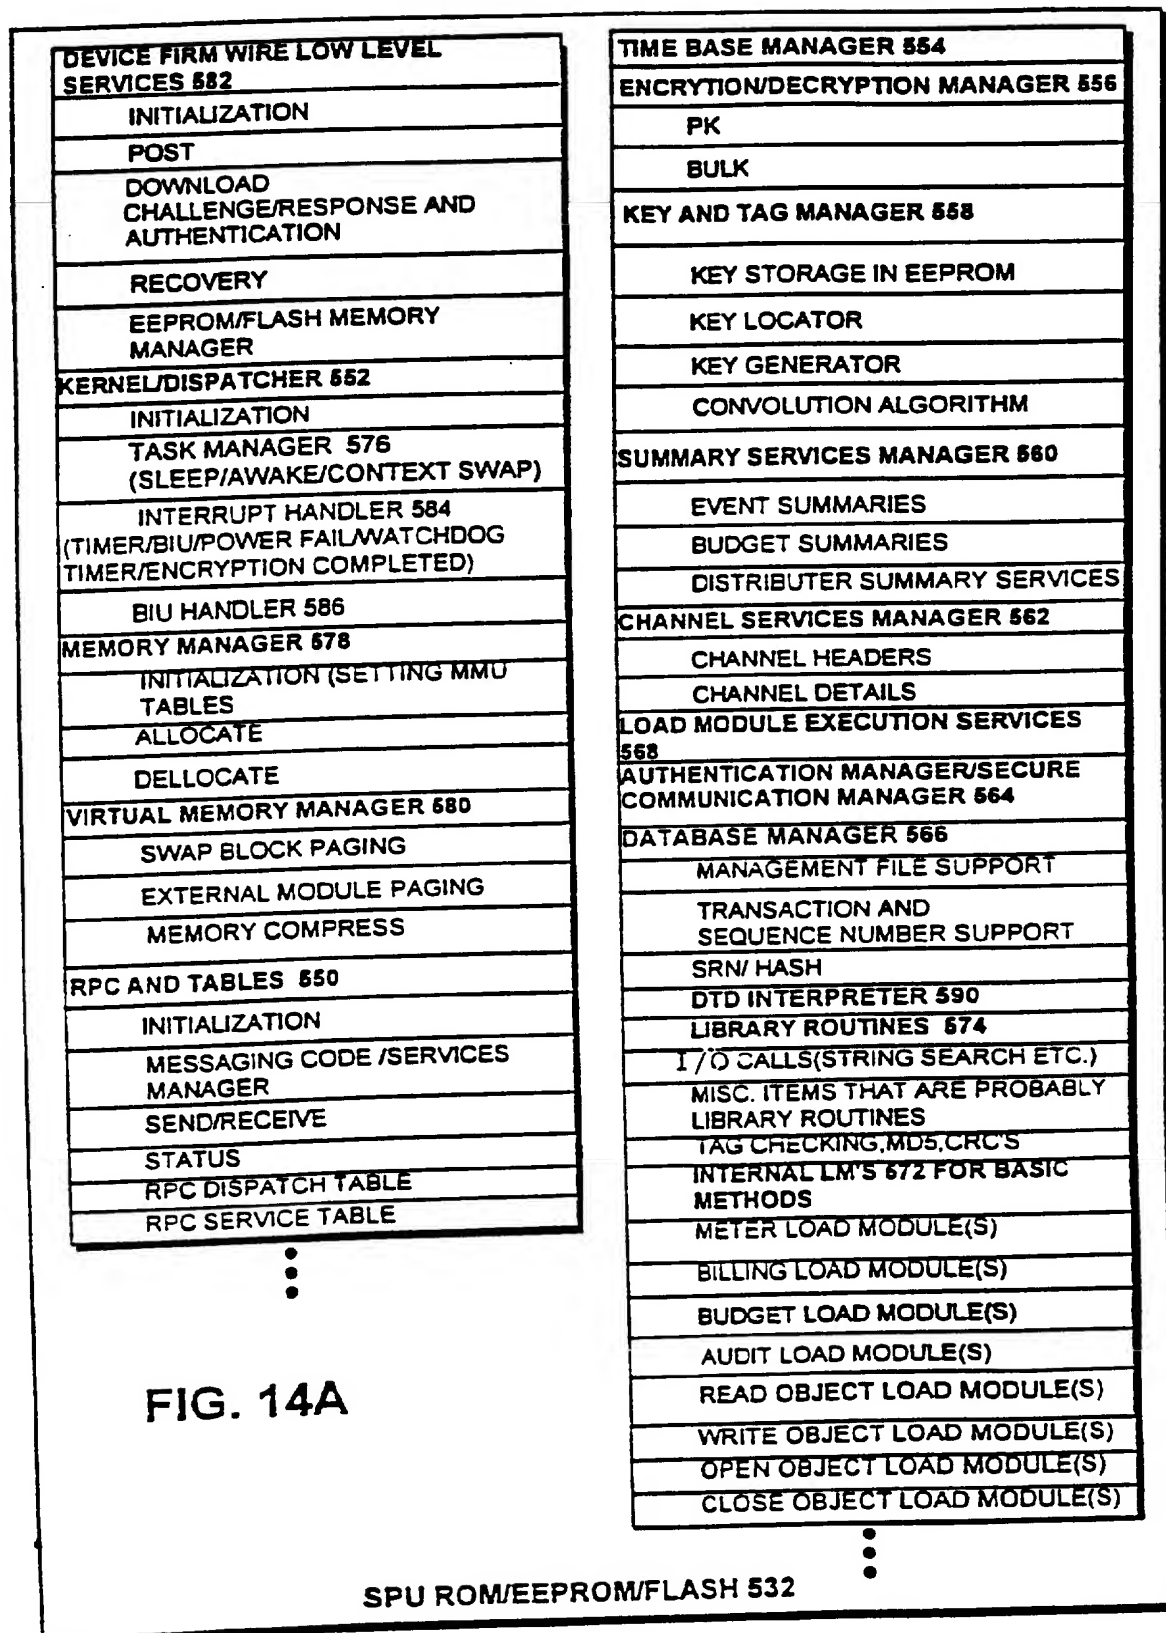 DEVICE FIRM WIRE LOW LEVEL
SERVICES 582
INITIALIZATION
POST
DOWNLOAD
CHALLENGE/RESPONSE AND
AUTHENTICATION
RECOVERY
EEPROM/FLASH MEMORY
MANAGER
KERNEL/DISPATCHER 552
INITIALIZATION
TASK MANAGER 576
(SLEEP/AWAKE/CONTEXT SWAP)
INTERRUPT HANDLER 584
(TIMER/BIU/POWER FAIL/WATCHDOG
TIMER/ENCRYPTION COMPLETED)
BIU HANDLER 586
MEMORY MANAGER 578
INITIALIZATION (SETTING MMU
TABLES
ALLOCATE
DELLOCATE
VIRTUAL MEMORY MANAGER 580
SWAP BLOCK PAGING
EXTERNAL MODULE PAGING
MEMORY COMPRESS
RPC AND TABLES 550
INITIALIZATION
MESSAGING CODE /SERVICES
MANAGER
SEND/RECEIVE
STATUS
RPC DISPATCH TABLE
RPC SERVICE TABLE
TIME BASE MANAGER 554
ENCRYTION/DECRYPTION MANAGER 556
PK
BULK
KEY AND TAG MANAGER 558
KEY STORAGE IN EEPROM
KEY LOCATOR
KEY GENERATOR
CONVOLUTION ALGORITHM
SUMMARY SERVICES MANAGER 560
EVENT SUMMARIES
BUDGET SUMMARIES
DISTRIBUTER SUMMARY SERVICES
CHANNEL SERVICES MANAGER 562
CHANNEL HEADERS
CHANNEL DETAILS
LOAD MODULE EXECUTION SERVICES
568
AUTHENTICATION MANAGER/SECURE
COMMUNICATION MANAGER 564
DATABASE MANAGER 566
MANAGEMENT FILE SUPPORT
TRANSACTION AND
SEQUENCE NUMBER SUPPORT
SRN/ HASH
DTD INTERPRETER 590
LIBRARY ROUTINES 574
I/O CALLS(STRING SEARCH ETC.)
MISC. ITEMS THAT ARE PROBABLY
LIBRARY ROUTINES
TAG CHECKING,MD5,CRC'S
INTERNAL LM'S 572 FOR BASIC
METHODS
METER LOAD MODULE(S)
BILLING LOAD MODULE(S)
BUDGET LOAD MODULE(S)
AUDIT LOAD MODULE(S)
READ OBJECT LOAD MODULE(S)
WRITE OBJECT LOAD MODULE(S)
OPEN OBJECT LOAD MODULE(S)
CLOSE OBJECT LOAD MODULE(S)
FIG. 14A
SPU ROM/EEPROM/FLASH 532